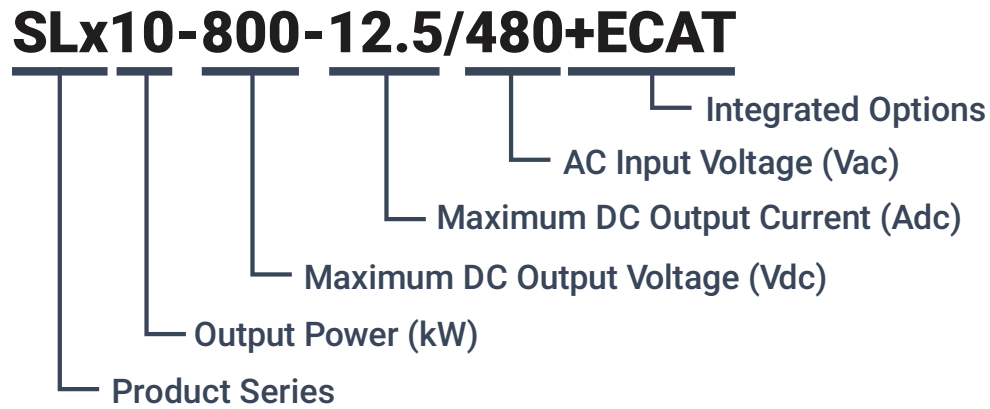 SLx10-800-12.5/480+ECAT
Integrated Options
AC Input Voltage (Vac)
Maximum DC Output Current (Adc)
Maximum DC Output Voltage (Vdc)
Output Power (kW)
Product Series